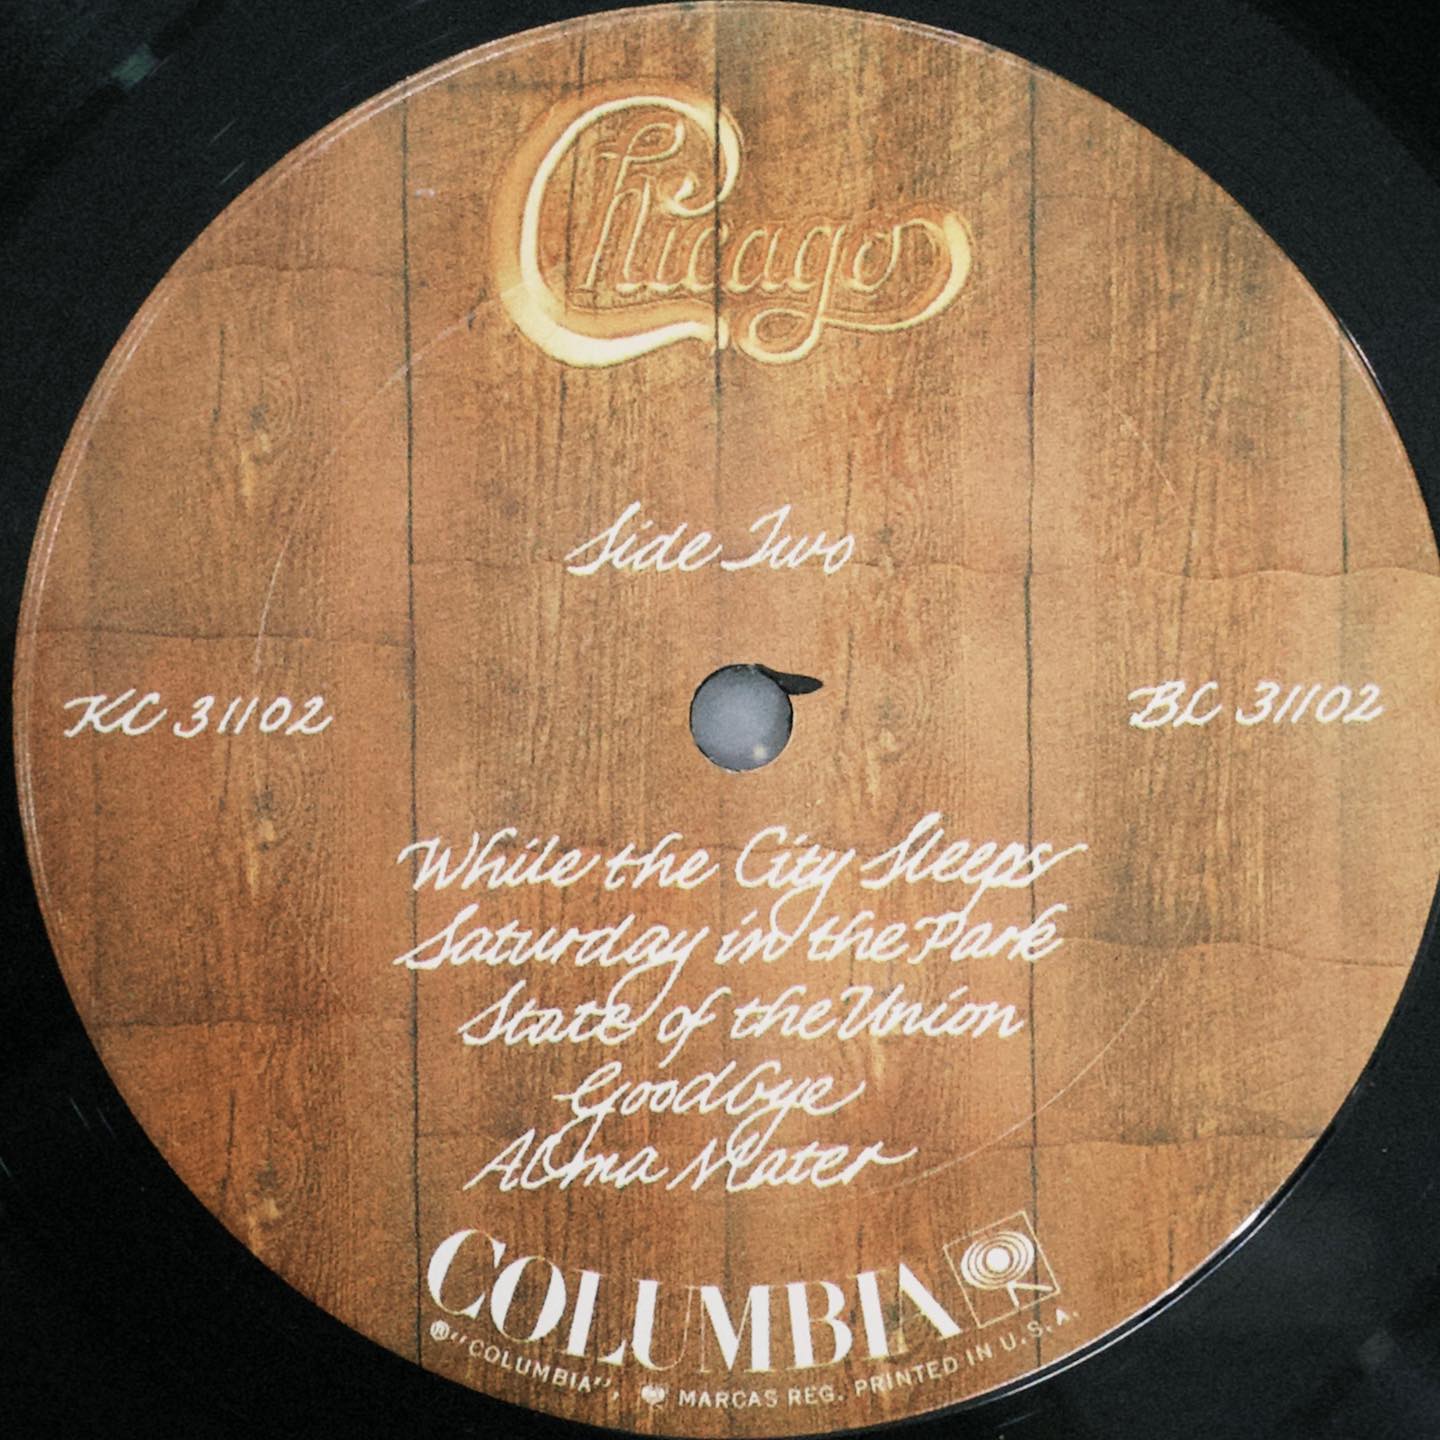 Chicago
Side Two
KC 31102
BL 31102
While the City Sleeps
Saturday in the Park
State of the Union
Goodbye
Alma Mater
COLUMBIA
® "COLUMBIA", MARCAS REG. PRINTED IN U.S.A.